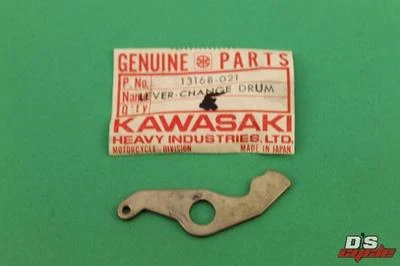 GENUINE PARTS
P. No. 13168-021
Name LEVER-CHANGE DRUM
Q'ty
KAWASAKI
HEAVY INDUSTRIES, LTD.
MOTORCYCLE DIVISION MADE IN JAPAN
D'S
cycle